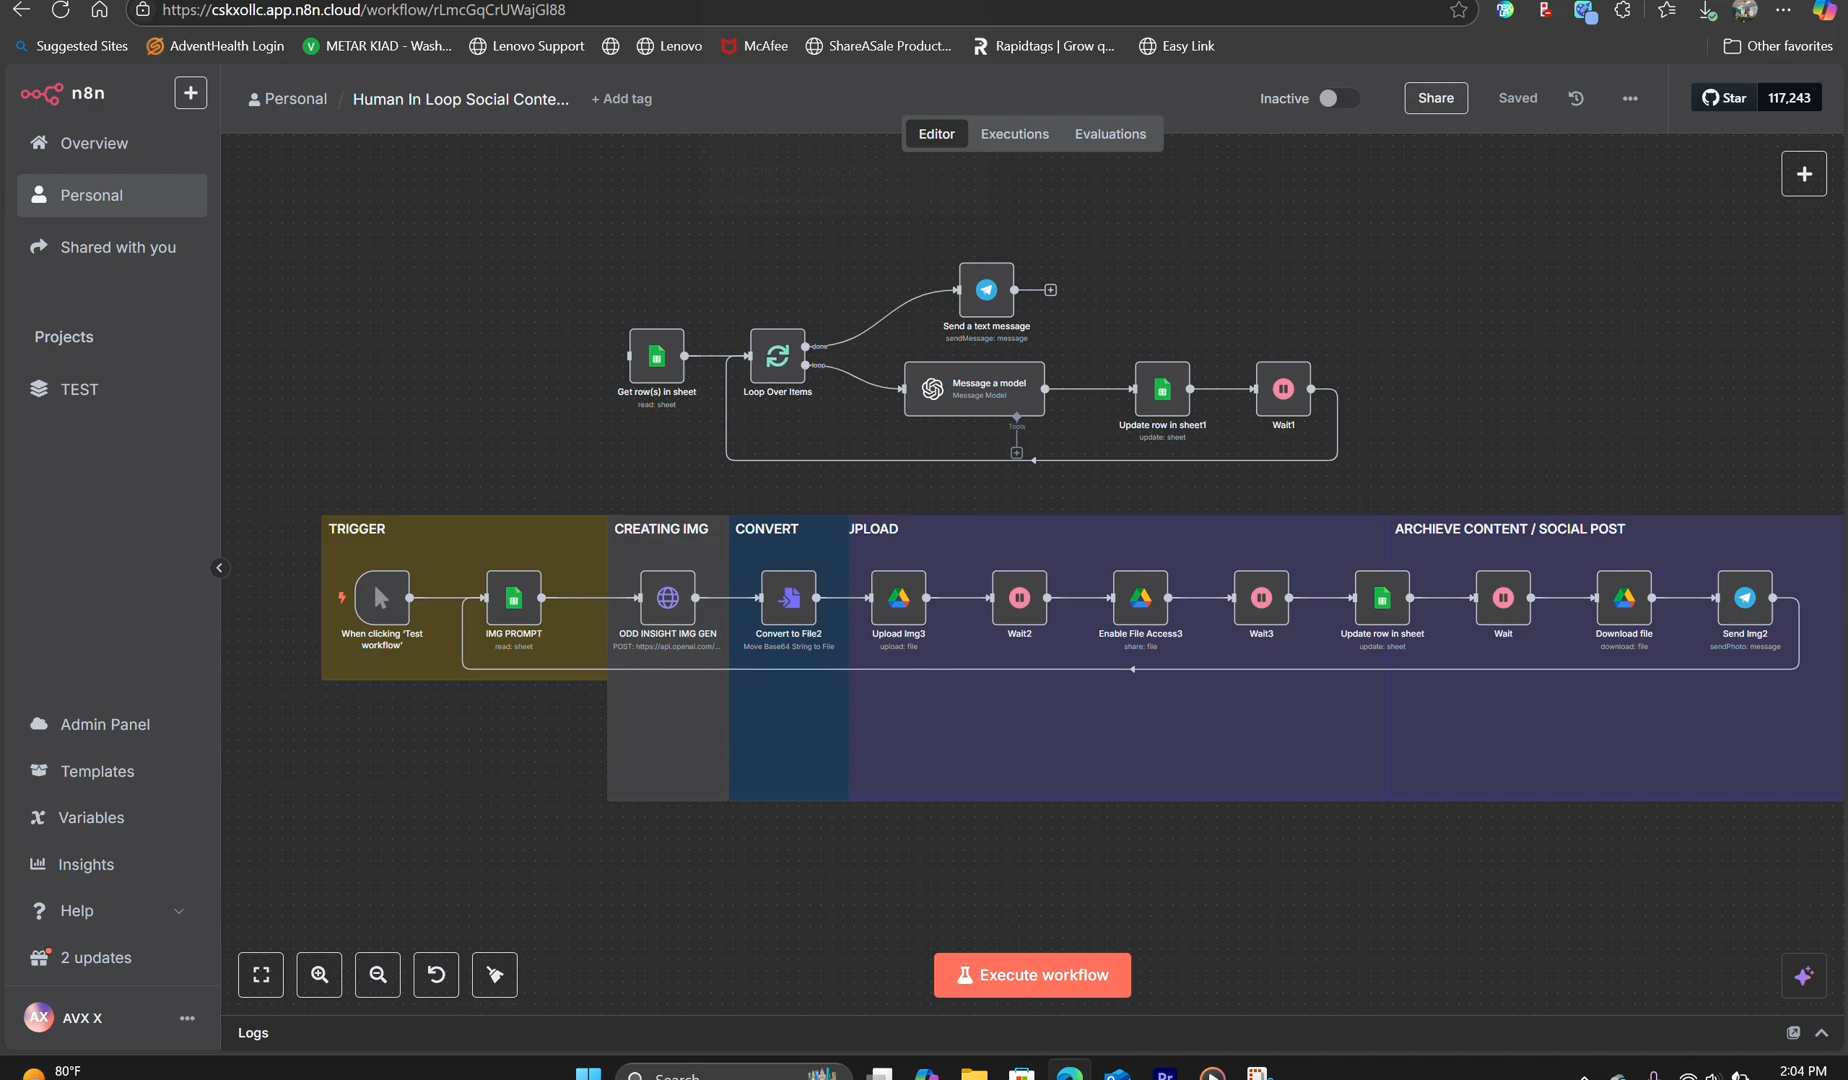 https://cskxollc.app.n8n.cloud/workflow/rLmcGqCrUWajGl88
Suggested Sites
AdventHealth Login
METAR KIAD - Wash...
Lenovo Support
Lenovo
McAfee
ShareASale Product...
Rapidtags | Grow q...
Easy Link
Other favorites
n8n
Personal / Human In Loop Social Conte... + Add tag
Inactive
Share
Saved
Star 117,243
Editor
Executions
Evaluations
Overview
Personal
Shared with you
Projects
TEST
Admin Panel
Templates
Variables
Insights
Help
2 updates
AX AVX X
Send a text message
sendMessage: message
Get row(s) in sheet
read: sheet
Loop Over Items
done
loop
Message a model
Message Model
Tools
Update row in sheet1
update: sheet
Wait1
TRIGGER
CREATING IMG
CONVERT
JPLOAD
ARCHIEVE CONTENT / SOCIAL POST
When clicking 'Test
workflow'
IMG PROMPT
read: sheet
ODD INSIGHT IMG GEN
POST: https://api.openai.com/...
Convert to File2
Move Base64 String to File
Upload Img3
upload: file
Wait2
Enable File Access3
share: file
Wait3
Update row in sheet
update: sheet
Wait
Download file
download: file
Send Img2
sendPhoto: message
Execute workflow
Logs
80°F
Search
Pr
2:04 PM